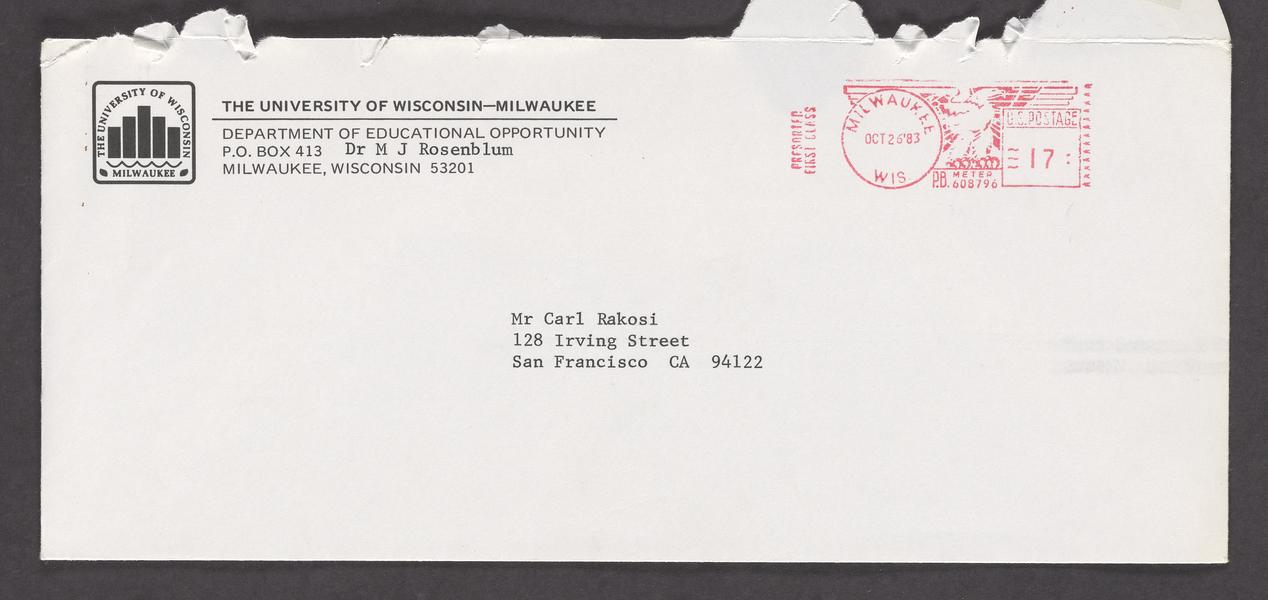 THE UNIVERSITY OF WISCONSIN
MILWAUKEE
THE UNIVERSITY OF WISCONSIN—MILWAUKEE
DEPARTMENT OF EDUCATIONAL OPPORTUNITY
P.O. BOX 413 Dr M J Rosenblum
MILWAUKEE, WISCONSIN 53201
PRESORTED
FIRST CLASS
MILWAUKEE
OCT 26 '83
WIS.
P.B. METER
608796
U.S. POSTAGE
17
Mr Carl Rakosi
128 Irving Street
San Francisco CA 94122